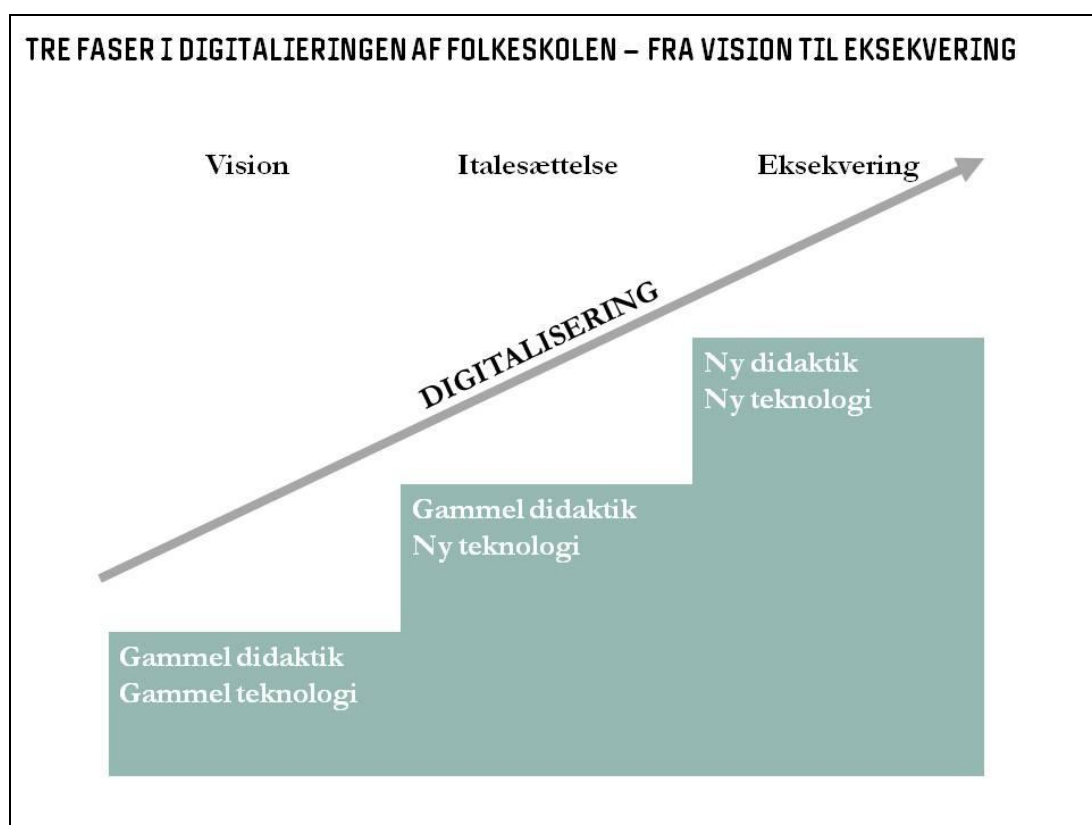 TRE FASER I DIGITALIERINGEN AF FOLKESKOLEN – FRA VISION TIL EKSEKVERING
Vision
Italesættelse
Eksekvering
DIGITALISERING
Ny didaktik
Ny teknologi
Gammel didaktik
Ny teknologi
Gammel didaktik
Gammel teknologi